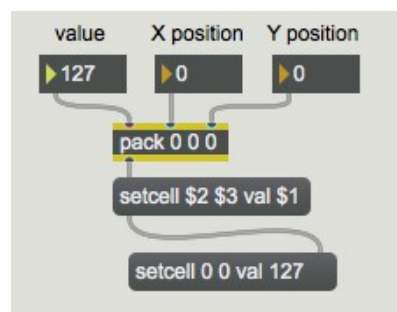 value X position Y position
127 0 0
pack 0 0 0
setcell $2 $3 val $1
setcell 0 0 val 127